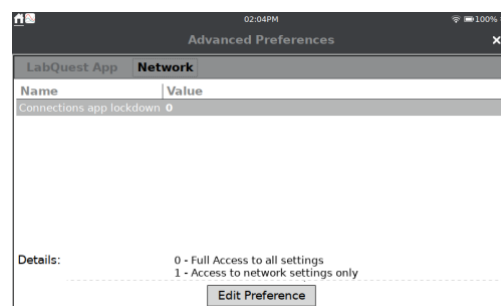 02:04PM 100%
Advanced Preferences x
LabQuest App Network
Name Value
Connections app lockdown 0
Details: 0 - Full Access to all settings
1 - Access to network settings only
Edit Preference